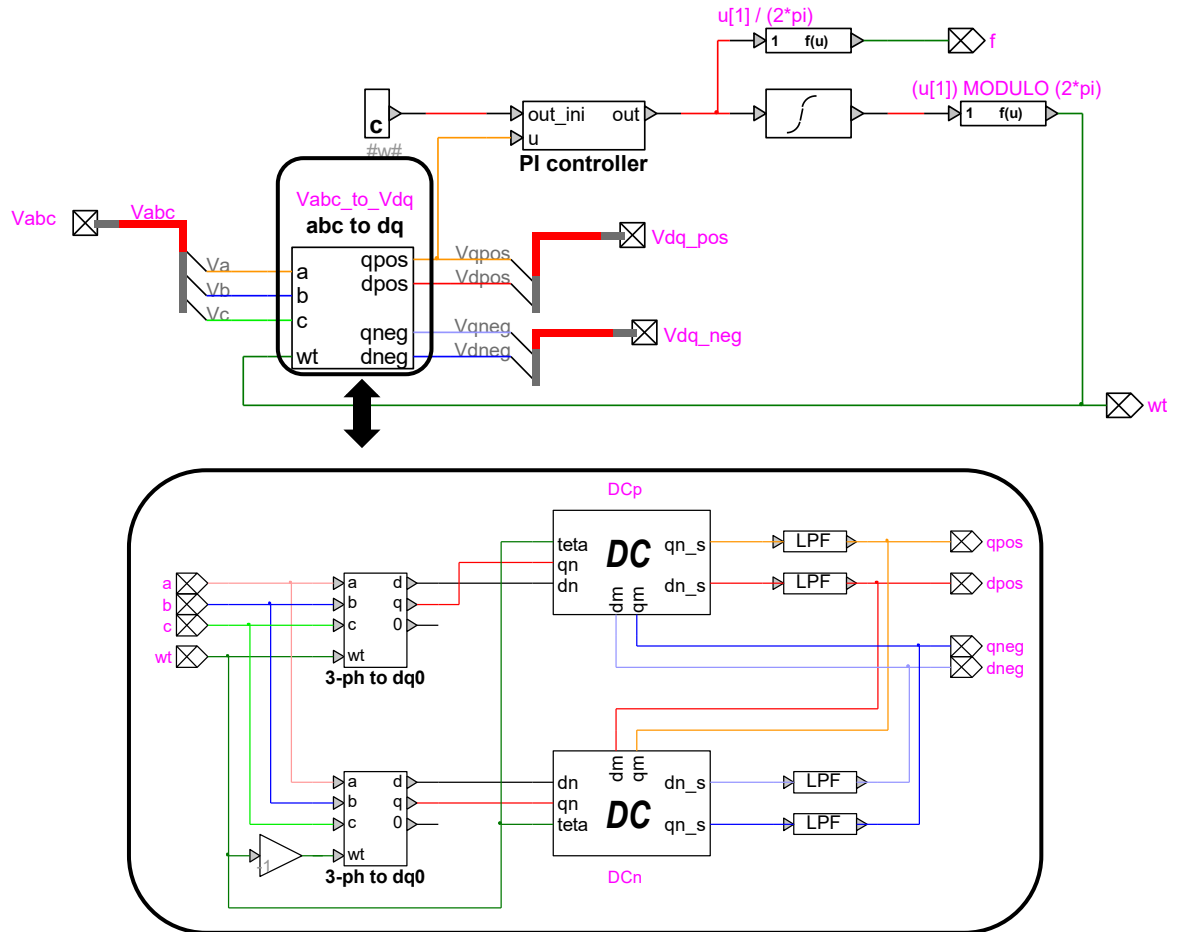 u[1] / (2*pi)
1 f(u)
f
(u[1]) MODULO (2*pi)
c
out_ini out
u
1 f(u)
#w#
PI controller
Vabc_to_Vdq
abc to dq
Vabc
Vabc
Va
Vb
Vc
a
b
c
wt
qpos
dpos
qneg
dneg
Vqpos
Vdpos
Vqneg
Vdneg
Vdq_pos
Vdq_neg
wt
DCp
teta
qn
dn
DC
qn_s
dn_s
dm
qm
LPF
LPF
qpos
dpos
qneg
dneg
a
b
c
wt
a d
b q
c 0
wt
3-ph to dq0
a d
b q
c 0
wt
3-ph to dq0
-1
dm
qm
dn
qn
teta
DC
dn_s
qn_s
LPF
LPF
DCn